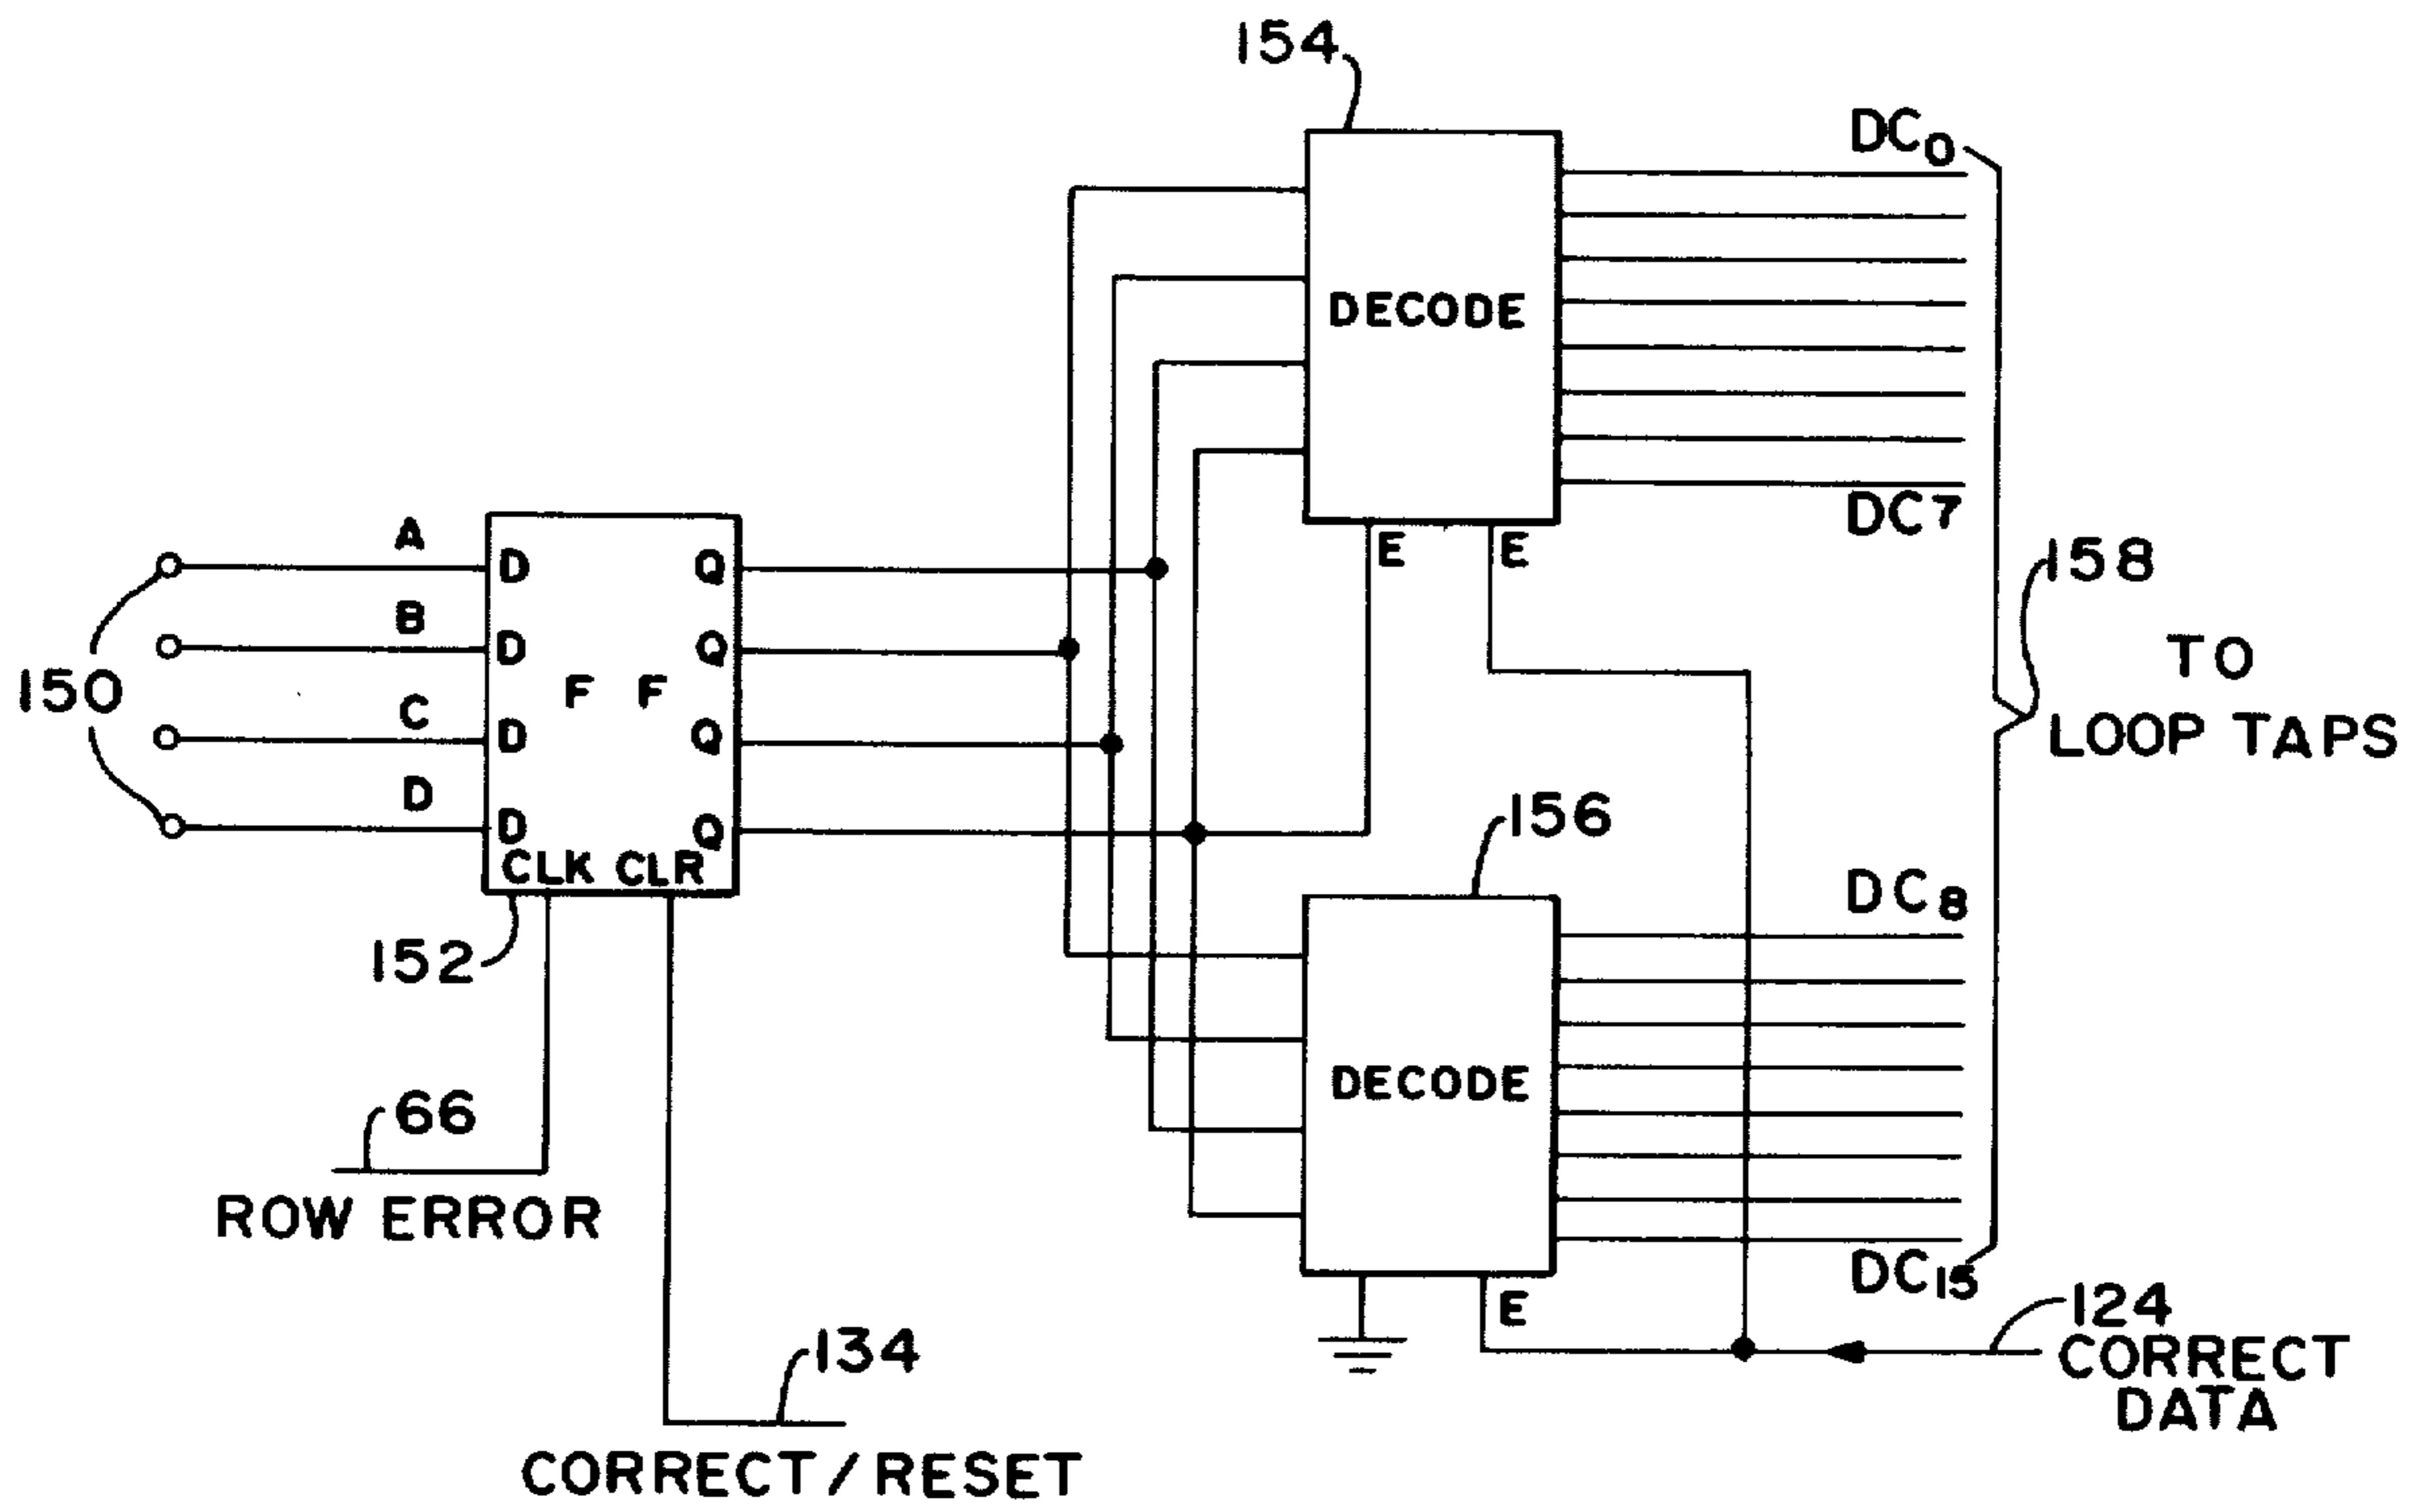 154
DC0
DECODE
E E
DC7
158
TO
LOOP TAPS
150
A
B
C
D
D Q
D Q
F F
D Q
D Q
CLK CLR
152
66
ROW ERROR
134
CORRECT/RESET
156
DC8
DECODE
E
DC15
124
CORRECT
DATA